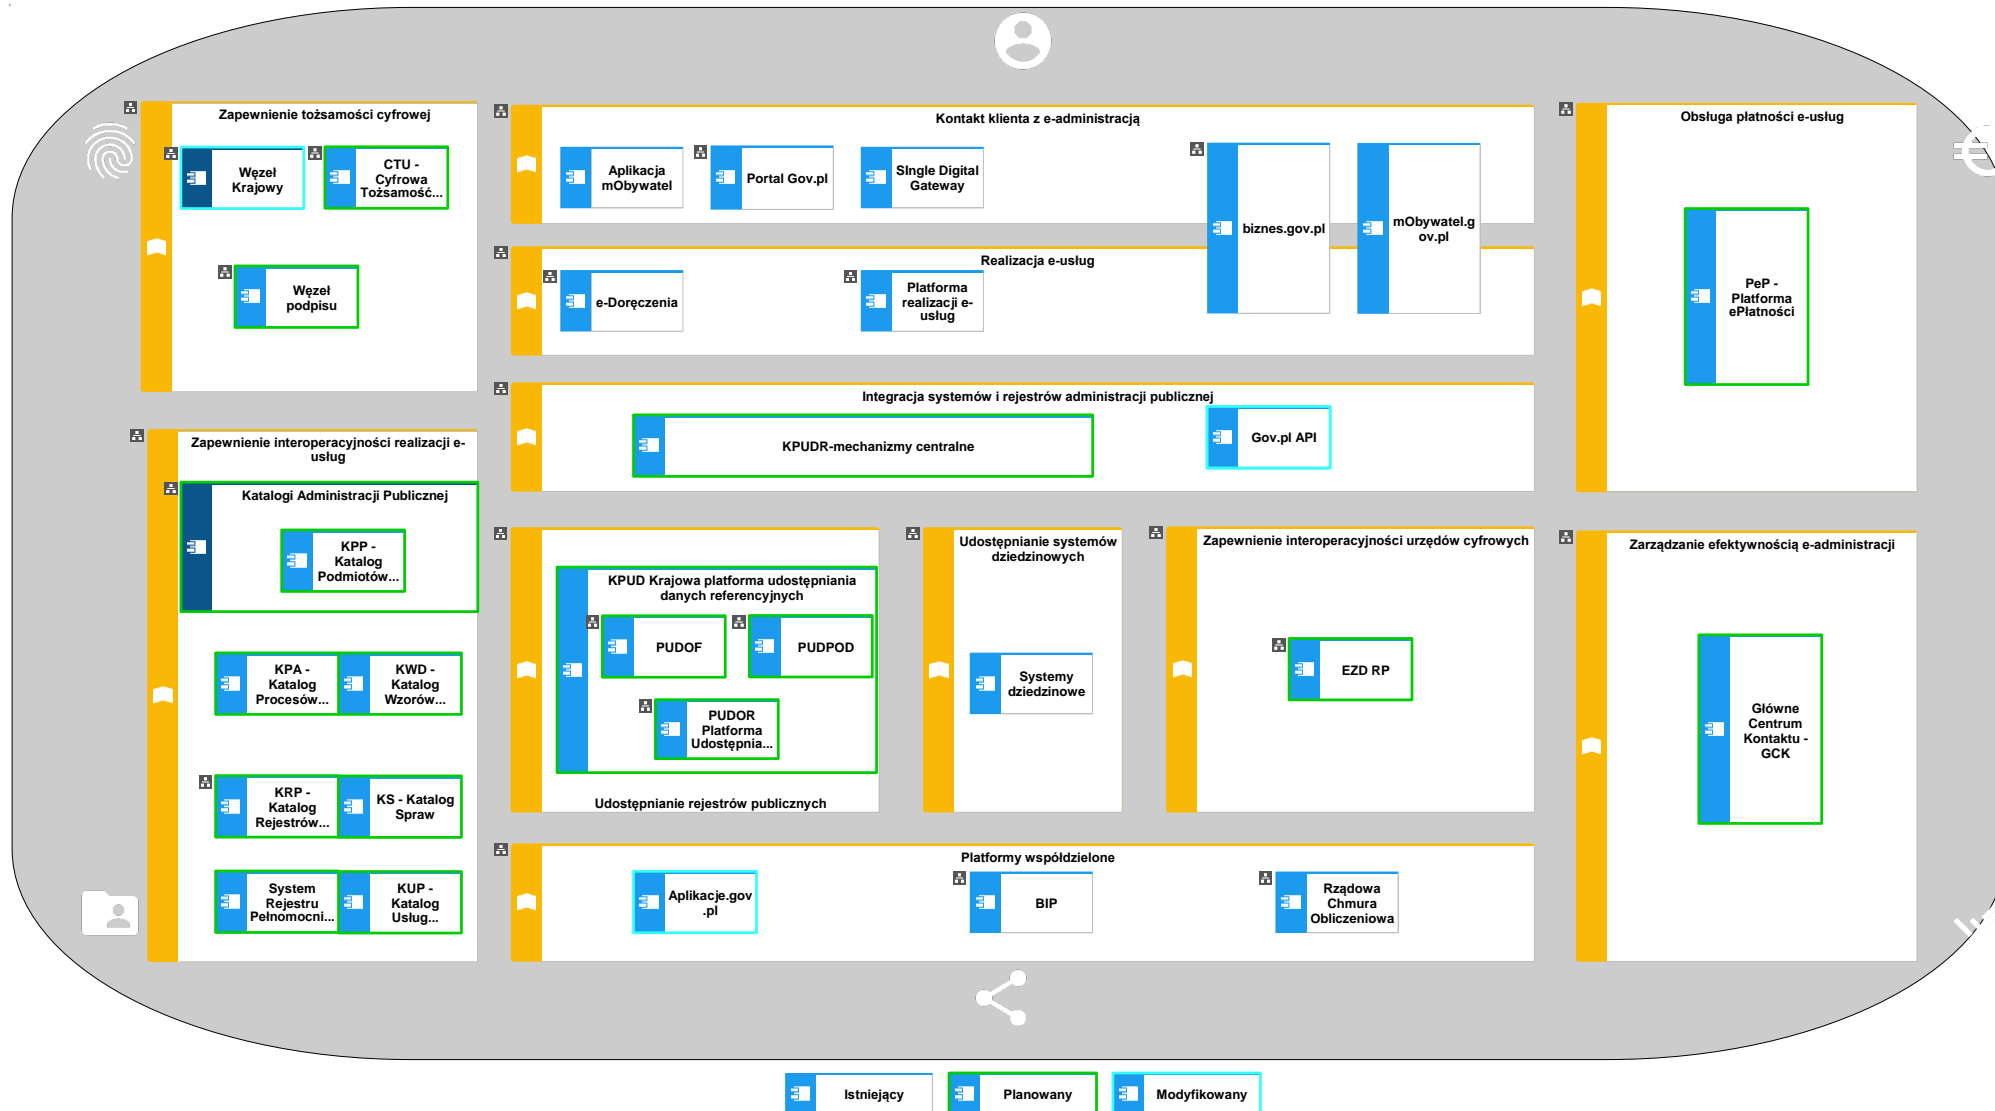 Zapewnienie tożsamości cyfrowej
Węzeł
Krajowy
CTU -
Cyfrowa
Tożsamość...
Węzeł
podpisu
Kontakt klienta z e-administracją
Aplikacja
mObywatel
Portal Gov.pl
SIngle Digital
Gateway
biznes.gov.pl
mObywatel.g
ov.pl
Realizacja e-usług
e-Doręczenia
Platforma
realizacji e-
usług
Obsługa płatności e-usług
PeP -
Platforma
ePłatności
Integracja systemów i rejestrów administracji publicznej
KPUDR-mechanizmy centralne
Gov.pl API
Zapewnienie interoperacyjności realizacji e-
usług
Katalogi Administracji Publicznej
KPP -
Katalog
Podmiotów...
KPA -
Katalog
Procesów...
KWD -
Katalog
Wzorów...
KRP -
Katalog
Rejestrów...
KS - Katalog
Spraw
System
Rejestru
Pełnomocni...
KUP -
Katalog
Usług...
KPUD Krajowa platforma udostępniania
danych referencyjnych
PUDOF
PUDPOD
PUDOR
Platforma
Udostępnia...
Udostępnianie rejestrów publicznych
Udostępnianie systemów
dziedzinowych
Systemy
dziedzinowe
Zapewnienie interoperacyjności urzędów cyfrowych
EZD RP
Zarządzanie efektywnością e-administracji
Główne
Centrum
Kontaktu -
GCK
Platformy współdzielone
Aplikacje.gov
.pl
BIP
Rządowa
Chmura
Obliczeniowa
Istniejący
Planowany
Modyfikowany